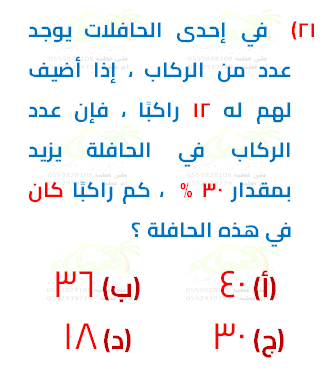 ٢١) في إحدى الحافلات يوجد
عدد من الركاب ، إذا أضيف
لهم له ١٢ راكبًا ، فإن عدد
الركاب في الحافلة يزيد
بمقدار ٣٠ % ، كم راكبًا كان
في هذه الحافلة ؟
(أ) ٤٠ (ب) ٣٦
(ج) ٣٠ (د) ١٨